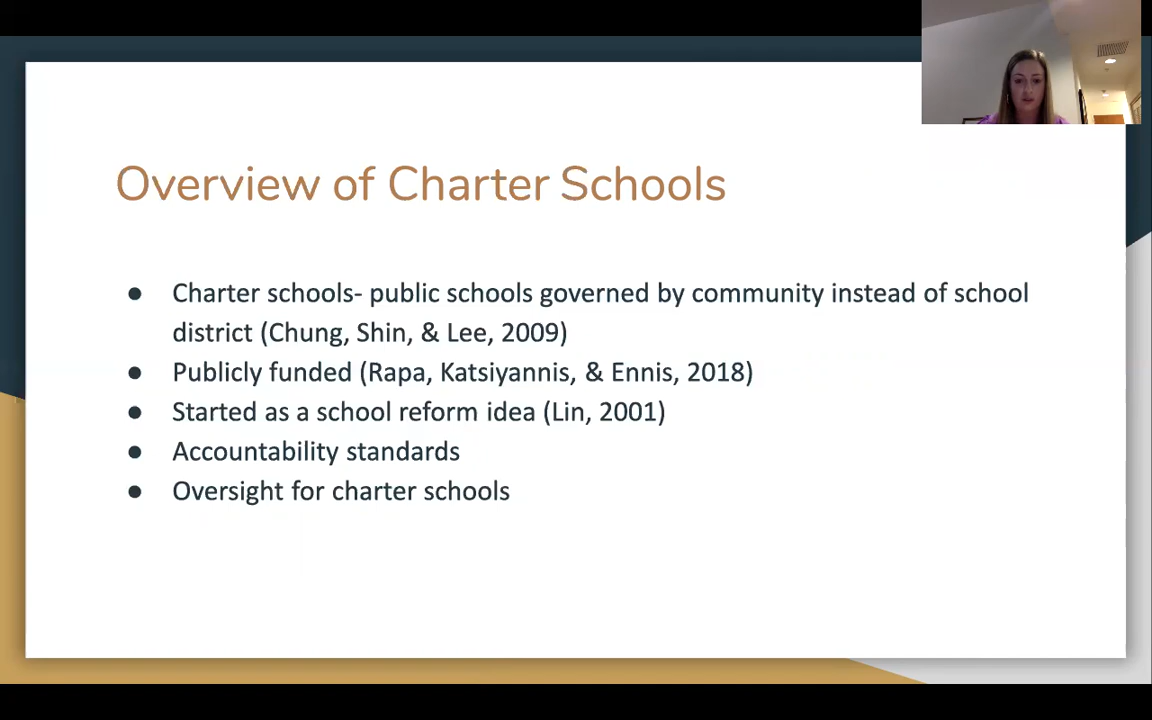 Overview of Charter Schools
● Charter schools- public schools governed by community instead of school
district (Chung, Shin, & Lee, 2009)
● Publicly funded (Rapa, Katsiyannis, & Ennis, 2018)
● Started as a school reform idea (Lin, 2001)
● Accountability standards
● Oversight for charter schools